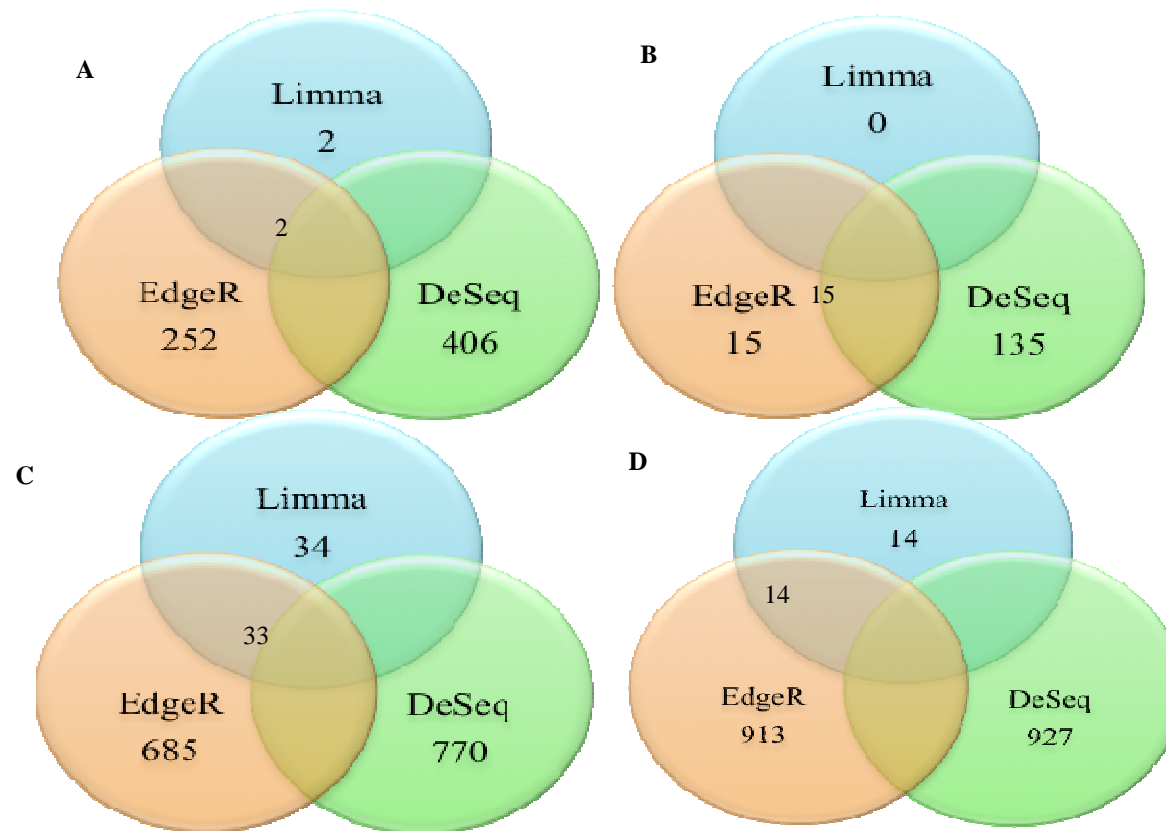 A
Limma
2
2
EdgeR
252
DeSeq
406
B
Limma
0
EdgeR
15
15
DeSeq
135
C
Limma
34
33
EdgeR
685
DeSeq
770
D
Limma
14
14
EdgeR
913
DeSeq
927